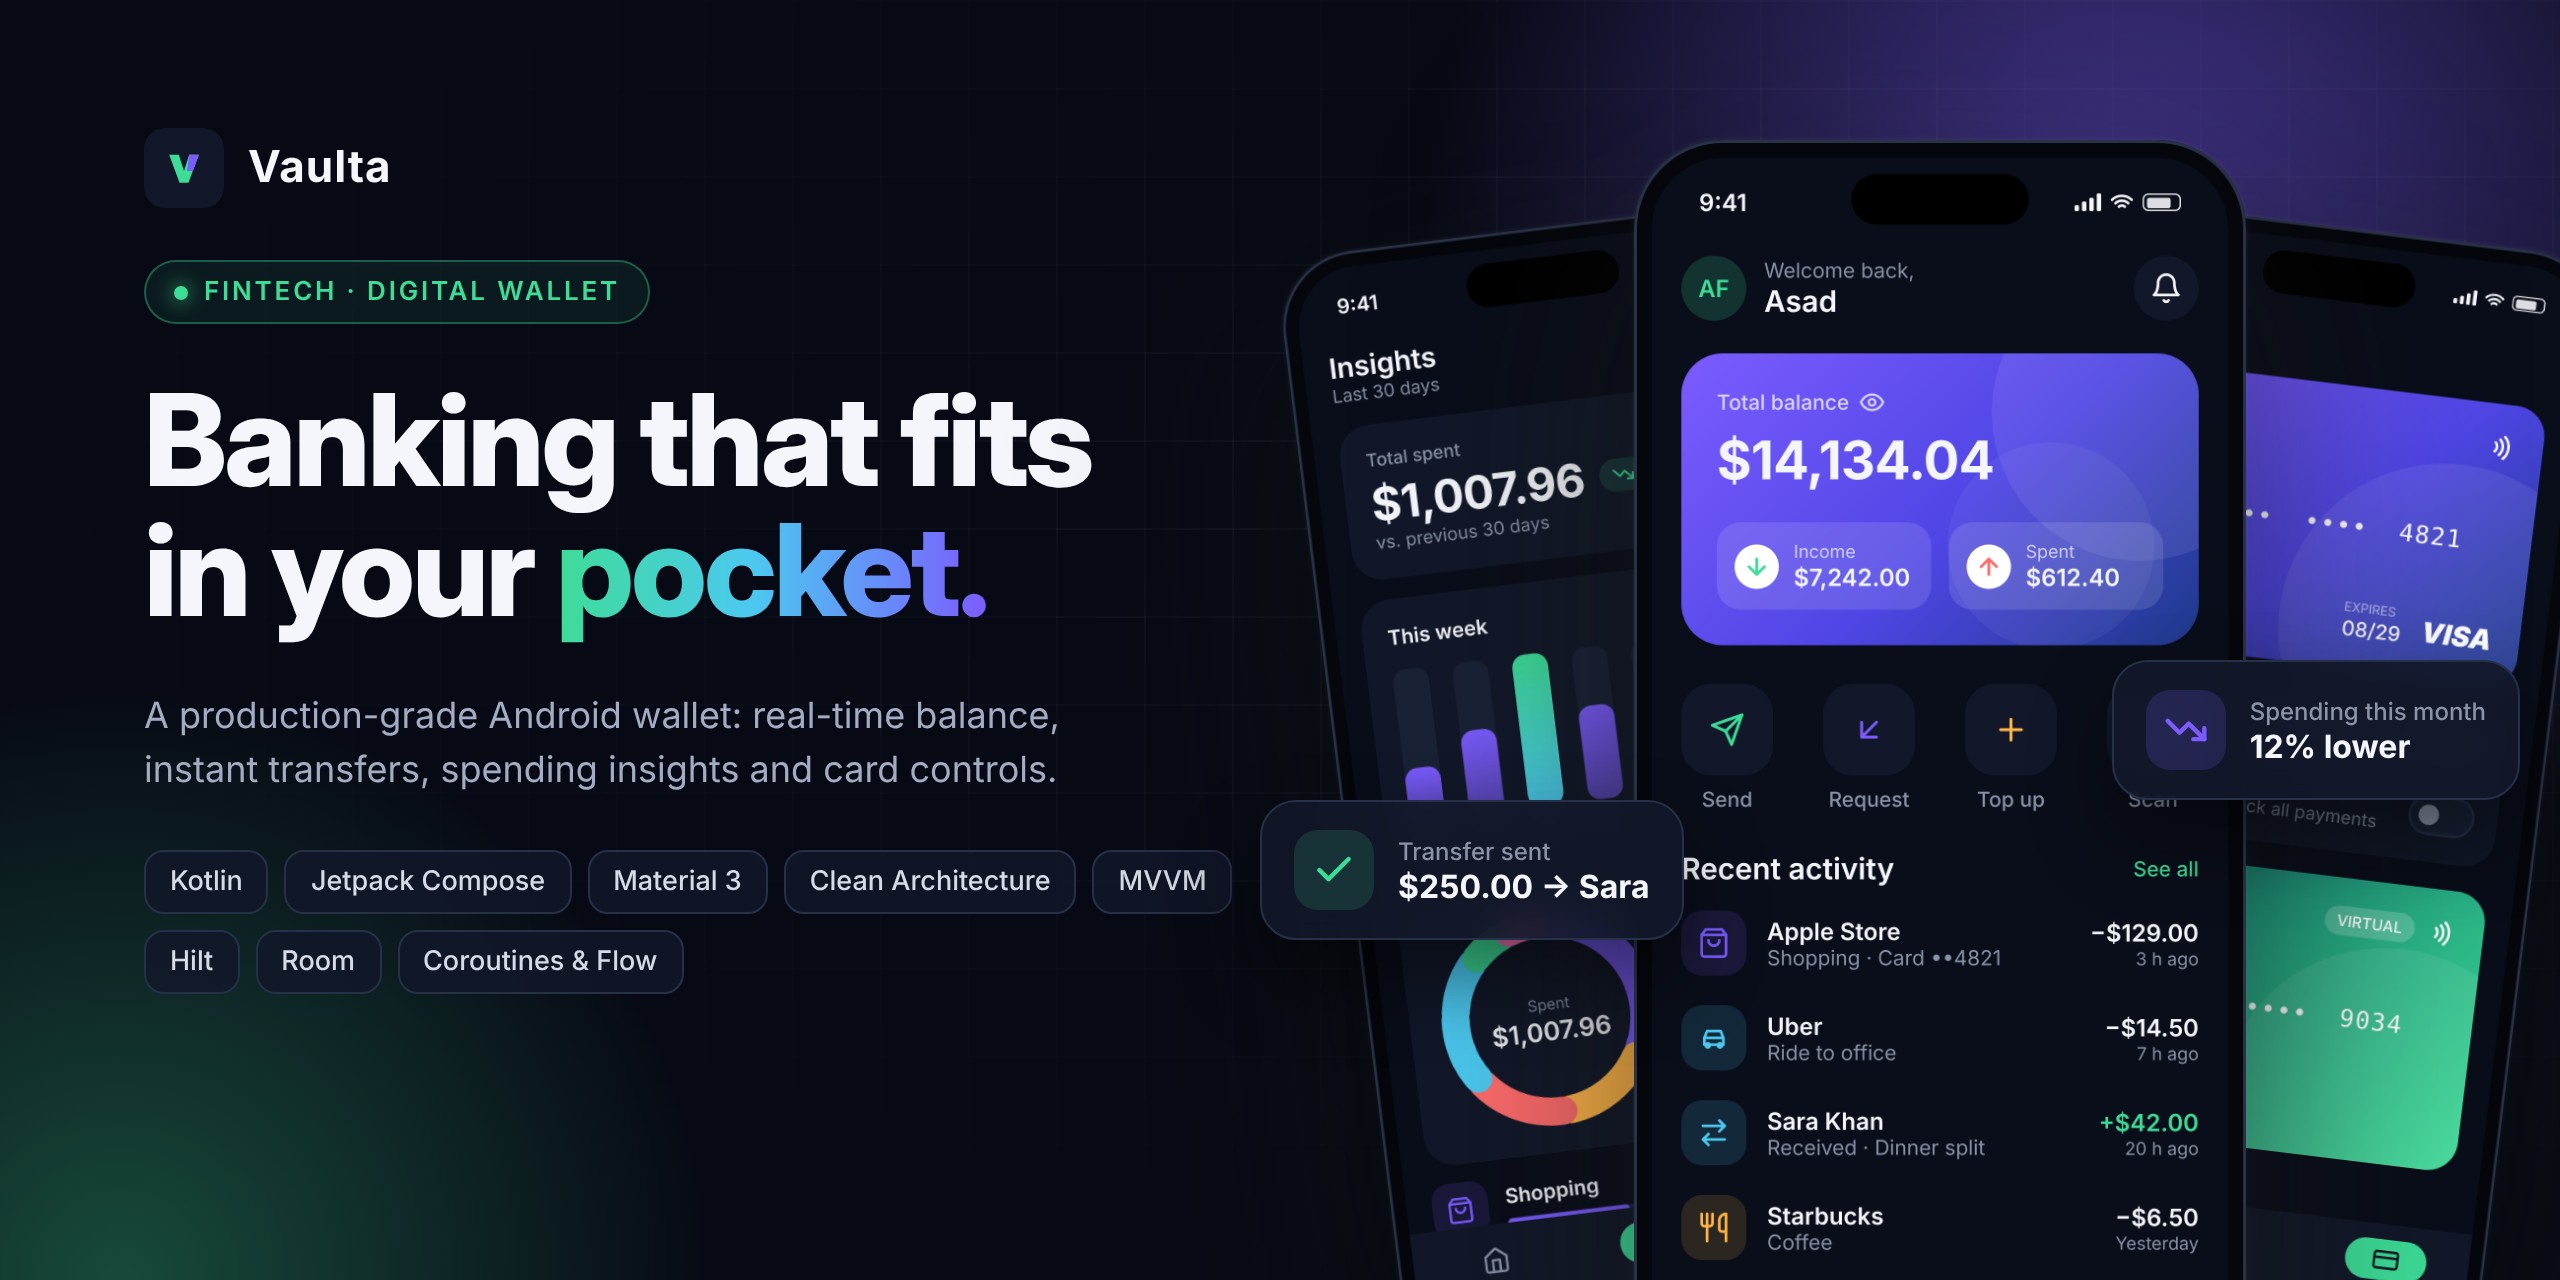 Vaulta
FINTECH · DIGITAL WALLET
Banking that fits
in your pocket.
A production-grade Android wallet: real-time balance,
instant transfers, spending insights and card controls.
Kotlin
Jetpack Compose
Material 3
Clean Architecture
MVVM
Hilt
Room
Coroutines & Flow
9:41
Insights
Last 30 days
Total spent
$1,007.96
vs. previous 30 days
This week
Transfer sent
$250.00 → Sara
Spent
$1,007.96
Shopping
9:41
AF
Welcome back,
Asad
Total balance
$14,134.04
Income
$7,242.00
Spent
$612.40
Send
Request
Top up
Scan
Recent activity
See all
Apple Store
−$129.00
Shopping · Card ••4821
3 h ago
Uber
−$14.50
Ride to office
7 h ago
Sara Khan
+$42.00
Received · Dinner split
20 h ago
Starbucks
−$6.50
Coffee
Yesterday
•• •••• 4821
EXPIRES
08/29
VISA
Spending this month
12% lower
all payments
VIRTUAL
•••• 9034